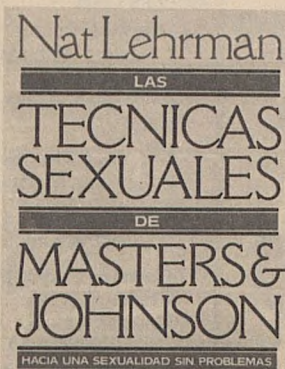 Nat Lehrman
LAS
TECNICAS
SEXUALES
DE
MASTERS &
JOHNSON
HACIA UNA SEXUALIDAD SIN PROBLEMAS